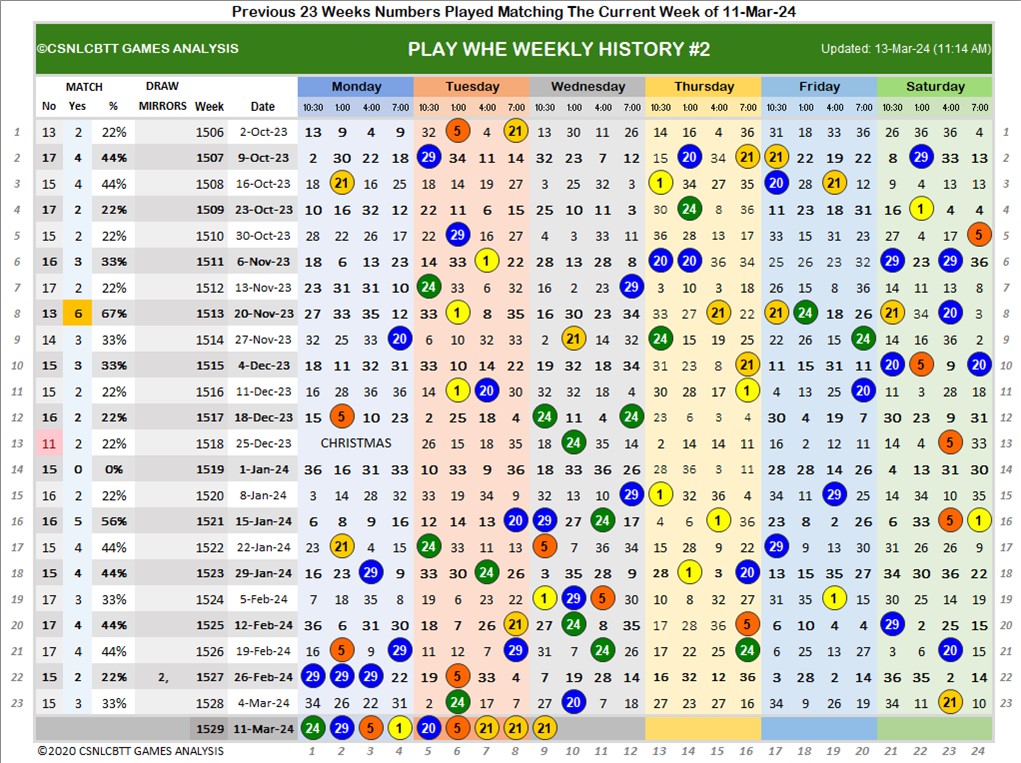 Previous 23 Weeks Numbers Played Matching The Current Week of 11-Mar-24
©CSNLCBTT GAMES ANALYSIS PLAY WHE WEEKLY HISTORY #2 Updated: 13-Mar-24 (11:14 AM)
MATCH DRAW Monday Tuesday Wednesday Thursday Friday Saturday
No Yes % MIRRORS Week Date 10:30 1:00 4:00 7:00 10:30 1:00 4:00 7:00 10:30 1:00 4:00 7:00 10:30 1:00 4:00 7:00 10:30 1:00 4:00 7:00 10:30 1:00 4:00 7:00
1 13 2 22% 1506 2-Oct-23 13 9 4 9 32 5 4 21 13 30 11 26 14 16 4 36 31 18 33 36 26 36 36 4 1
2 17 4 44% 1507 9-Oct-23 2 30 22 18 29 34 11 14 32 23 7 12 15 20 34 21 21 22 19 22 8 29 33 13 2
3 15 4 44% 1508 16-Oct-23 18 21 16 25 18 14 19 27 3 25 32 3 1 34 27 35 20 28 21 12 9 4 13 13 3
4 17 2 22% 1509 23-Oct-23 10 16 32 12 22 11 6 15 25 10 11 3 30 24 8 36 11 23 18 31 16 1 4 4 4
5 15 2 22% 1510 30-Oct-23 28 22 26 17 22 29 16 27 4 3 33 11 36 28 13 17 33 15 31 23 27 4 17 5 5
6 16 3 33% 1511 6-Nov-23 18 6 13 23 14 33 1 22 28 13 28 8 20 20 36 34 25 26 23 32 29 23 29 36 6
7 17 2 22% 1512 13-Nov-23 23 31 31 10 24 33 6 32 16 2 23 29 3 10 3 18 26 15 8 36 14 11 13 8 7
8 13 6 67% 1513 20-Nov-23 27 33 35 12 33 1 8 35 16 30 23 34 33 27 21 22 21 24 18 26 21 34 20 3 8
9 14 3 33% 1514 27-Nov-23 32 25 33 20 6 10 32 33 2 21 14 32 24 15 19 25 22 26 15 24 14 16 36 2 9
10 15 3 33% 1515 4-Dec-23 18 11 32 31 33 10 14 22 19 32 18 34 31 23 8 21 11 15 31 11 20 5 9 20 10
11 15 2 22% 1516 11-Dec-23 16 28 36 36 14 1 20 30 30 32 18 4 30 28 17 1 4 13 25 20 11 8 28 18 11
12 16 2 22% 1517 18-Dec-23 15 5 10 23 2 25 18 4 24 11 4 24 23 6 3 4 30 4 19 7 30 23 9 31 12
13 11 2 22% 1518 25-Dec-23 CHRISTMAS 26 15 18 35 18 24 14 35 2 14 14 11 16 2 12 11 14 4 5 33 13
14 15 0 0% 1519 1-Jan-24 36 16 31 33 10 33 9 36 18 33 36 26 28 36 3 11 28 28 14 26 4 13 31 30 14
15 16 2 22% 1520 8-Jan-24 3 14 28 32 33 19 34 9 32 13 10 29 1 32 36 4 34 11 29 25 14 34 10 35 15
16 16 5 56% 1521 15-Jan-24 6 8 9 16 12 14 13 20 29 27 24 17 4 6 1 36 23 8 2 26 6 33 5 1 16
17 15 4 44% 1522 22-Jan-24 23 21 4 15 24 33 11 13 5 7 36 34 15 28 9 22 29 9 13 30 31 26 26 9 17
18 15 4 44% 1523 29-Jan-24 16 23 29 9 33 30 24 26 3 35 28 9 28 1 3 20 13 15 35 27 34 30 36 22 18
19 17 3 33% 1524 5-Feb-24 7 18 35 8 19 6 23 22 1 29 5 30 10 8 32 27 31 35 1 15 30 25 14 19 19
20 17 4 44% 1525 12-Feb-24 36 6 31 30 18 7 26 21 27 24 8 35 17 28 36 5 6 10 4 4 29 2 25 15 20
21 17 4 44% 1526 19-Feb-24 16 5 9 29 11 12 7 29 31 7 24 26 17 22 25 24 6 25 13 27 3 6 20 15 21
22 15 2 22% 2, 1527 26-Feb-24 29 29 29 22 19 5 33 4 7 19 28 14 16 32 12 36 3 28 2 14 36 35 2 14 22
23 15 3 33% 1528 4-Mar-24 34 26 22 31 2 24 17 7 27 20 7 18 27 23 27 16 34 9 26 19 34 11 21 10 23
1529 11-Mar-24 24 29 5 1 20 5 21 21 21
©2020 CSNLCBTT GAMES ANALYSIS 1 2 3 4 5 6 7 8 9 10 11 12 13 14 15 16 17 18 19 20 21 22 23 24